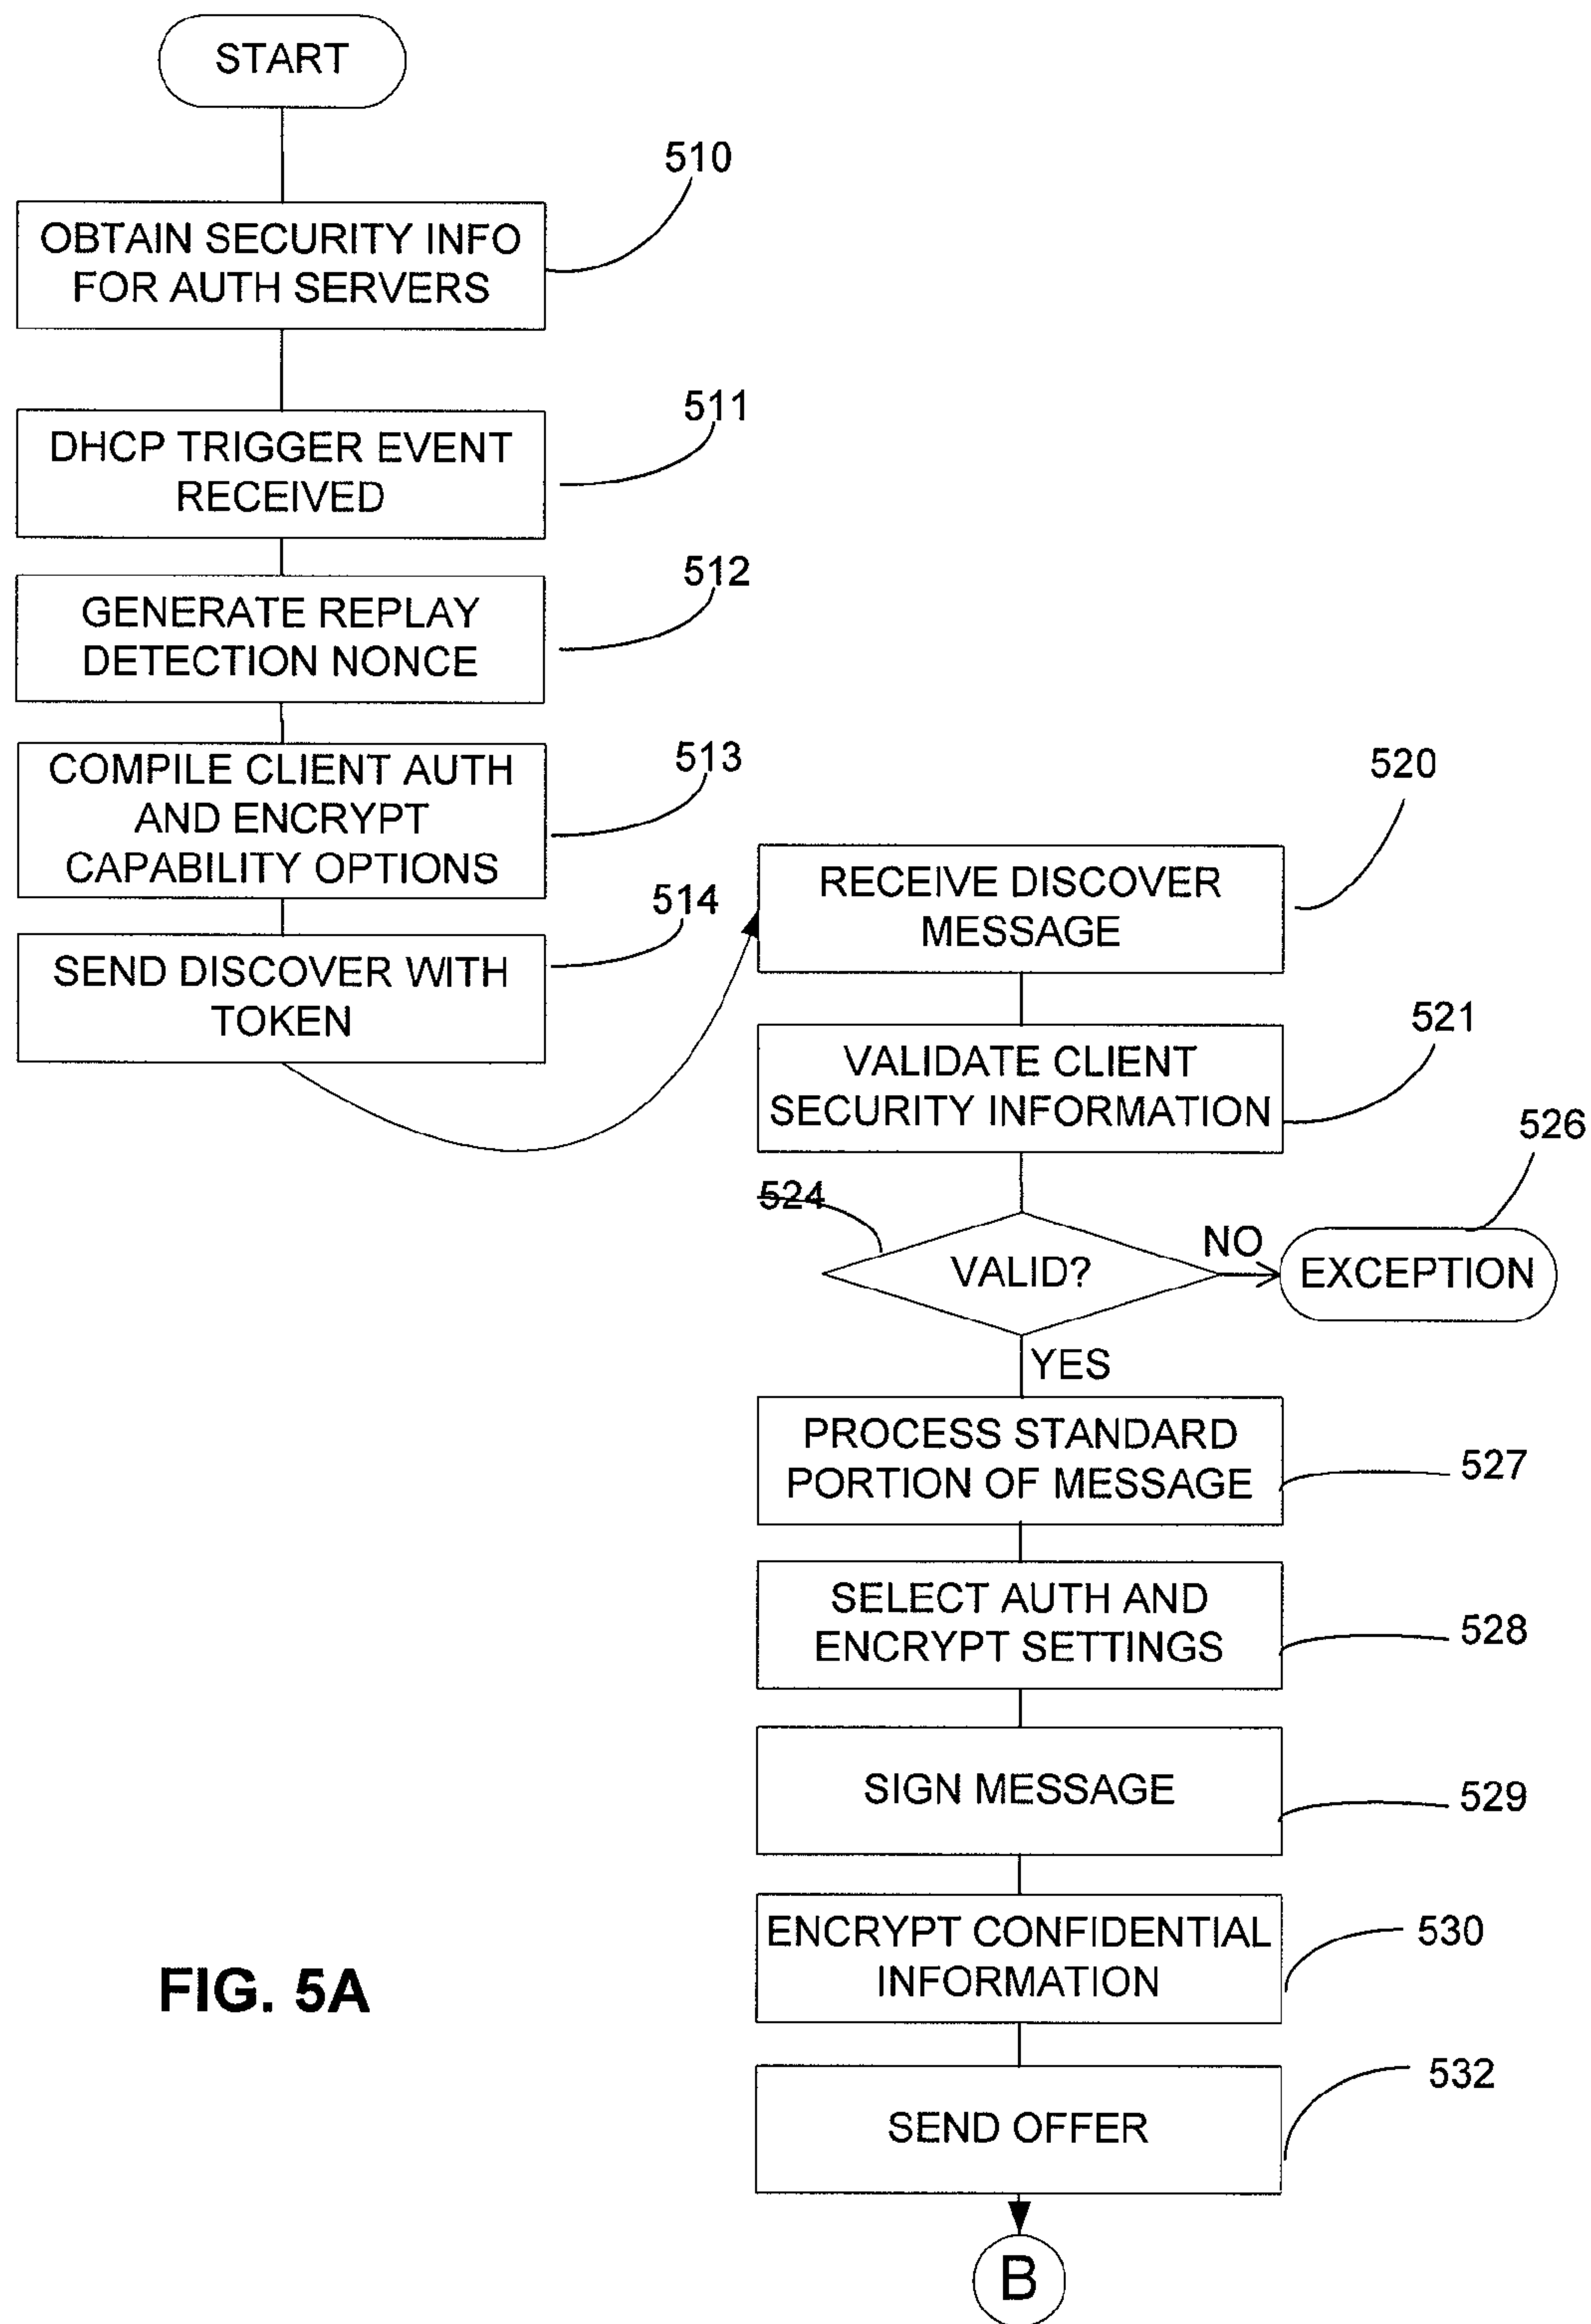 START
510
OBTAIN SECURITY INFO
FOR AUTH SERVERS
511
DHCP TRIGGER EVENT
RECEIVED
512
GENERATE REPLAY
DETECTION NONCE
513
COMPILE CLIENT AUTH
AND ENCRYPT
CAPABILITY OPTIONS
514
SEND DISCOVER WITH
TOKEN
520
RECEIVE DISCOVER
MESSAGE
521
VALIDATE CLIENT
SECURITY INFORMATION
524
VALID?
NO
526
EXCEPTION
YES
PROCESS STANDARD
PORTION OF MESSAGE
527
SELECT AUTH AND
ENCRYPT SETTINGS
528
SIGN MESSAGE
529
ENCRYPT CONFIDENTIAL
INFORMATION
530
SEND OFFER
532
B
FIG. 5A